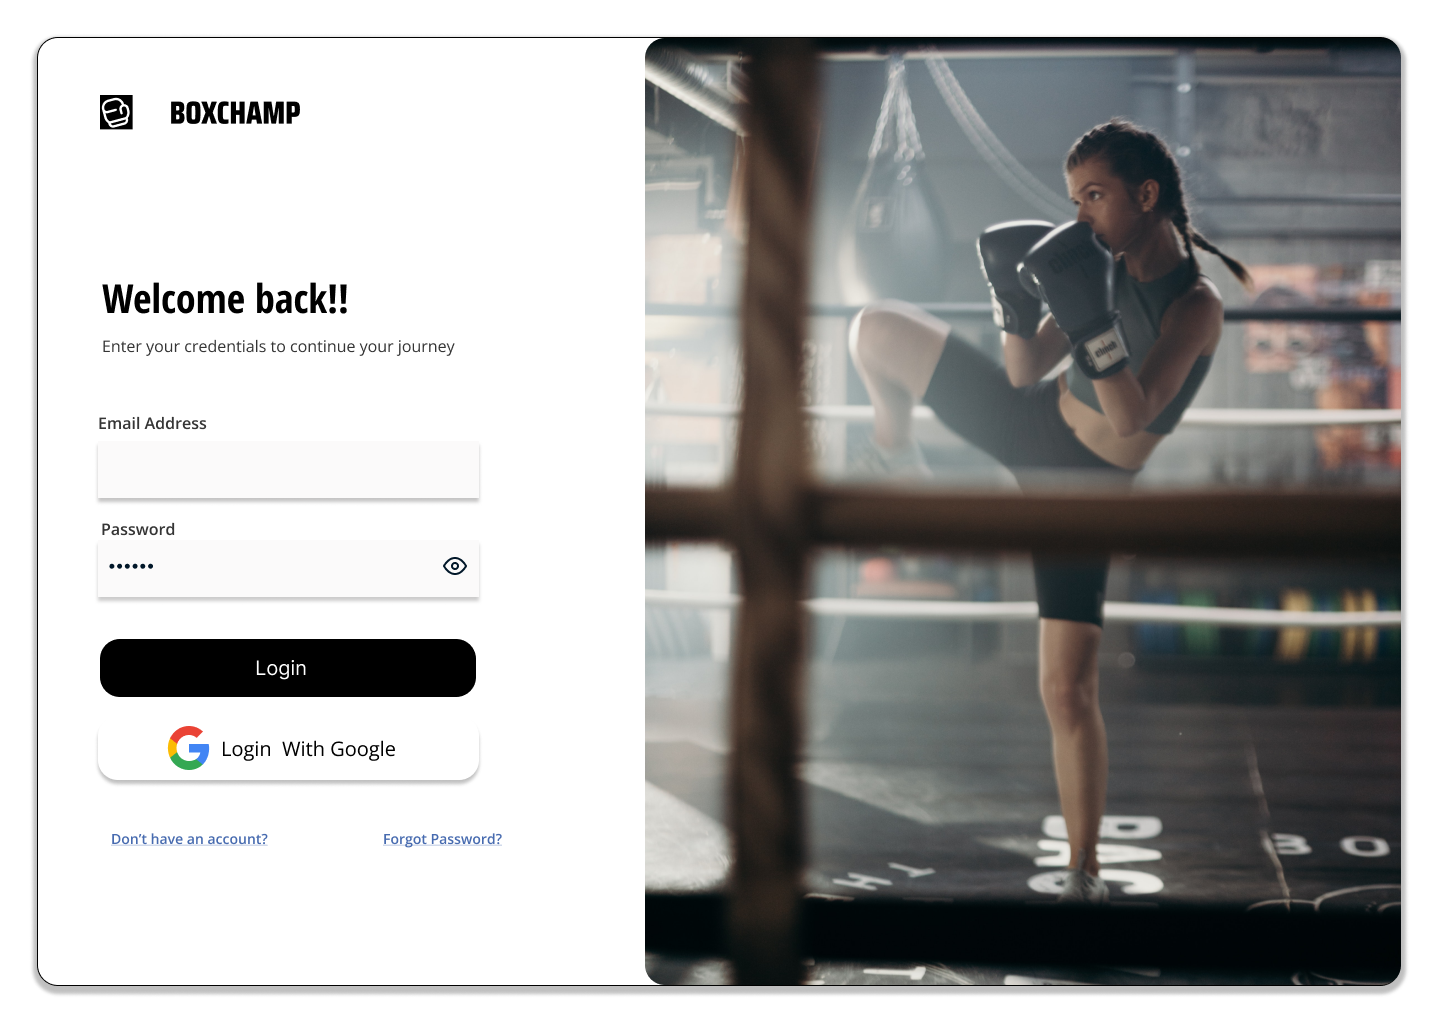 BOXCHAMP
Welcome back!!
Enter your credentials to continue your journey
Email Address
Password
••••••
Login
Login  With Google
Don't have an account?
Forgot Password?